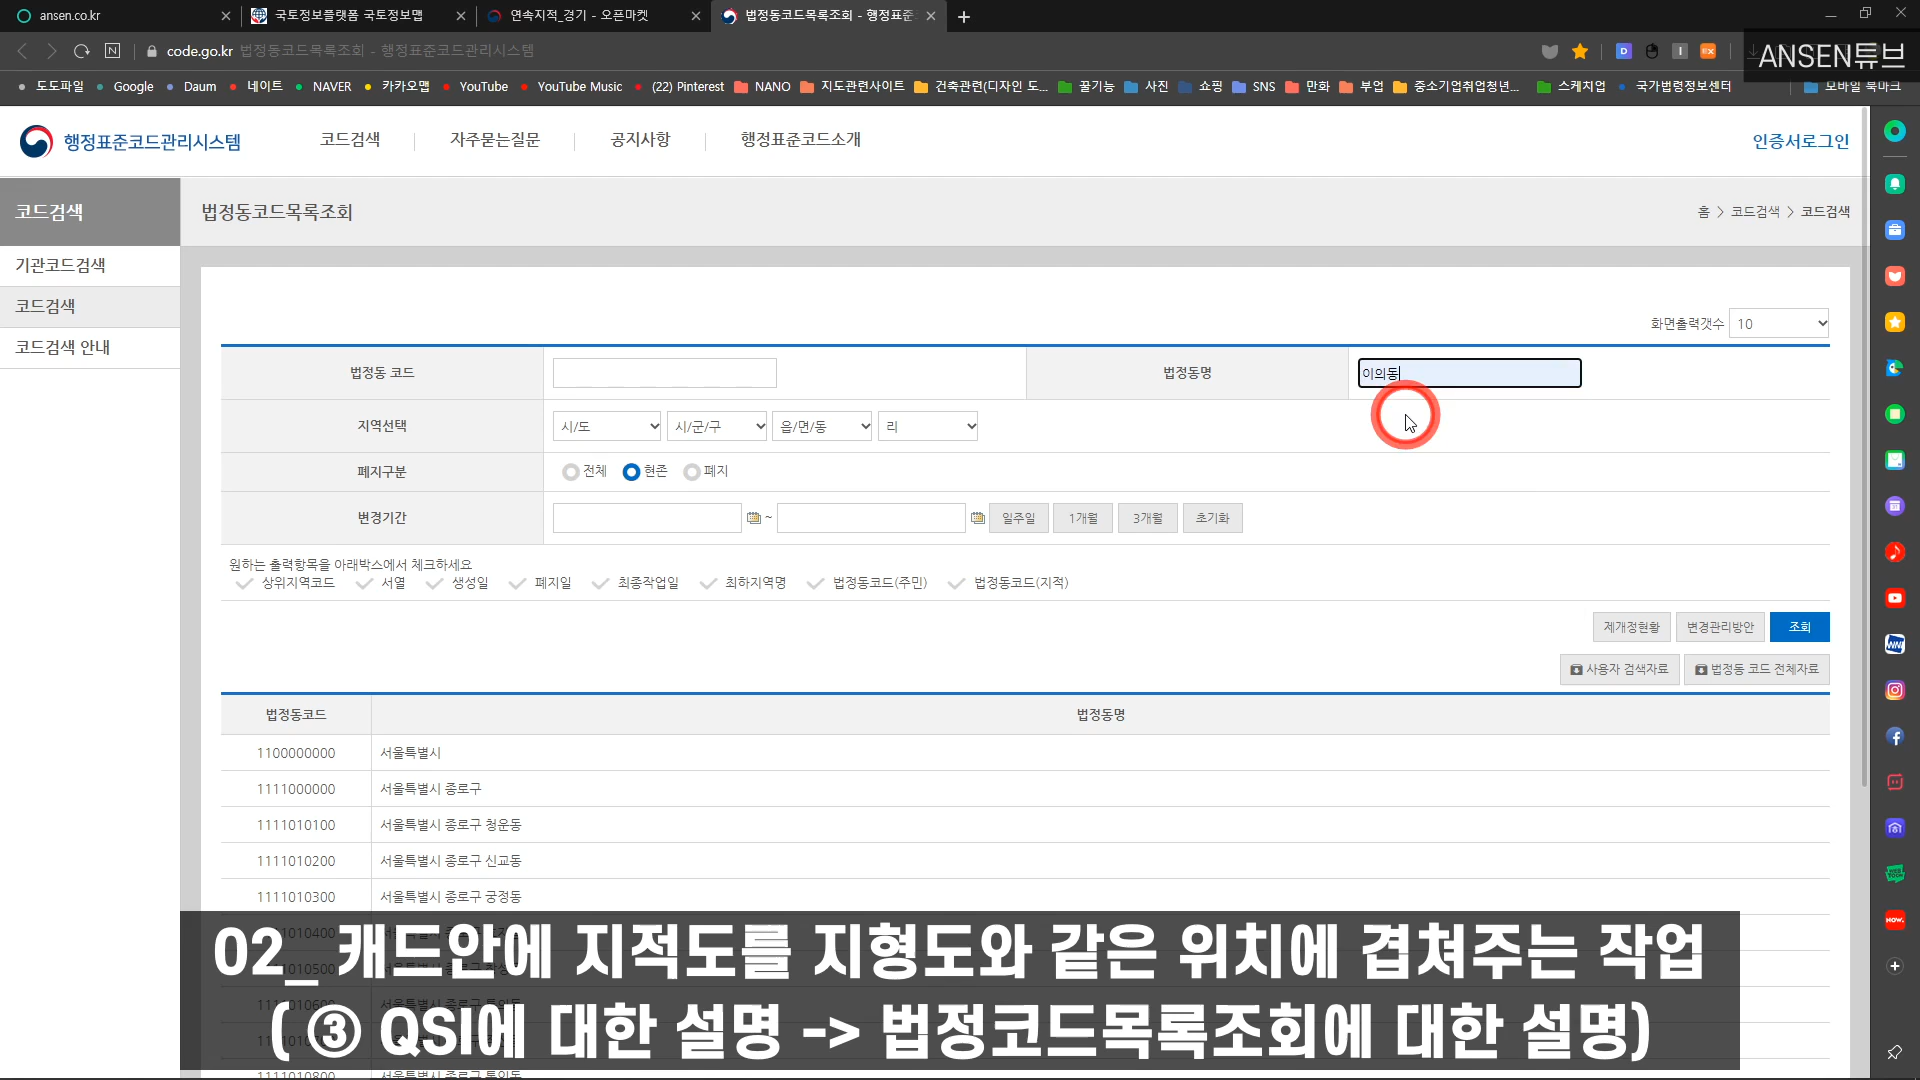 ansen.co.kr
국토정보플랫폼 국토정보맵
연속지적_경기 - 오픈마켓
법정동코드목록조회 - 행정표준
code.go.kr 법정동코드목록조회 - 행정표준코드관리시스템
ANSEN튜브
도도파일 Google Daum 네이트 NAVER 카카오맵 YouTube YouTube Music (22) Pinterest NANO 지도관련사이트 건축관련(디자인 도... 꿀기능 사진 쇼핑 SNS 만화 부업 중소기업취업청년... 스케치업 국가법령정보센터 모바일 북마크
행정표준코드관리시스템 코드검색 자주묻는질문 공지사항 행정표준코드소개 인증서로그인
코드검색
법정동코드목록조회
홈 > 코드검색 > 코드검색
기관코드검색
코드검색
코드검색 안내
화면출력갯수 10
법정동 코드 법정동명 이의동
지역선택 시/도 시/군/구 읍/면/동 리
폐지구분 전체 현존 폐지
변경기간 ~ 일주일 1개월 3개월 초기화
원하는 출력항목을 아래박스에서 체크하세요
상위지역코드 서열 생성일 폐지일 최종작업일 최하지역명 법정동코드(주민) 법정동코드(지적)
제개정현황 변경관리방안 조회
사용자 검색자료 법정동 코드 전체자료
법정동코드 법정동명
1100000000 서울특별시
1111000000 서울특별시 종로구
1111010100 서울특별시 종로구 청운동
1111010200 서울특별시 종로구 신교동
1111010300 서울특별시 종로구 궁정동
02_ 캐드안에 지적도를 지형도와 같은 위치에 겹쳐주는 작업
( ③ QSI에 대한 설명 -> 법정코드목록조회에 대한 설명)